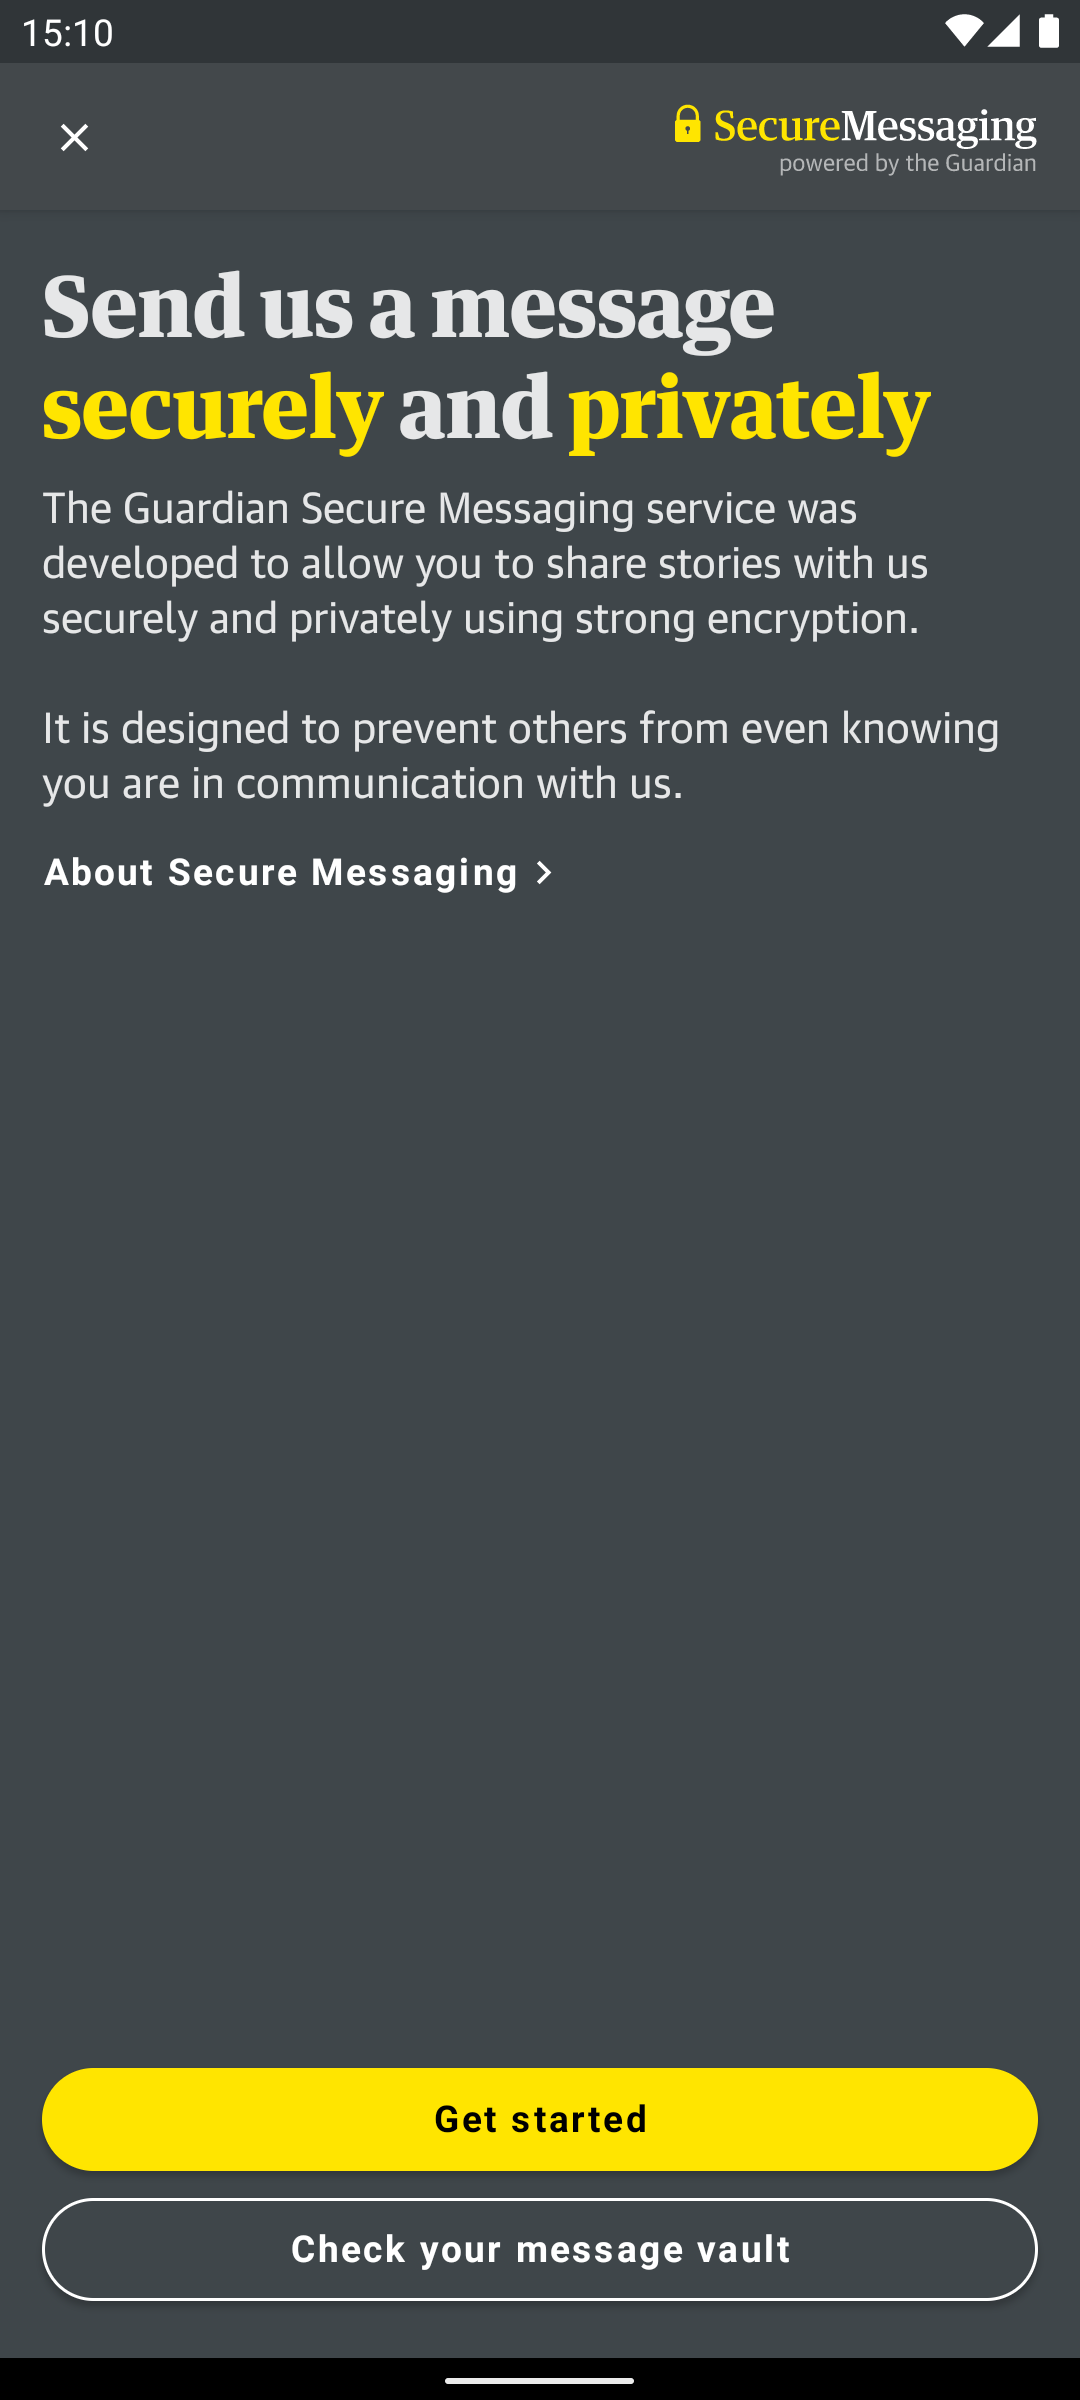 15:10
SecureMessaging
powered by the Guardian
Send us a message
securely and privately
The Guardian Secure Messaging service was
developed to allow you to share stories with us
securely and privately using strong encryption.
It is designed to prevent others from even knowing
you are in communication with us.
About Secure Messaging
Get started
Check your message vault